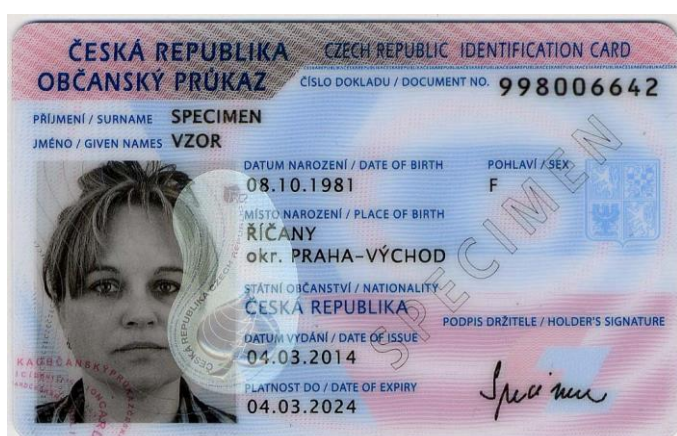 ČESKÁ REPUBLIKA CZECH REPUBLIC IDENTIFICATION CARD
OBČANSKÝ PRŮKAZ ČÍSLO DOKLADU / DOCUMENT NO. 998006642
PŘÍJMENÍ / SURNAME SPECIMEN
JMÉNO / GIVEN NAMES VZOR
DATUM NAROZENÍ / DATE OF BIRTH POHLAVÍ / SEX
08.10.1981 F
MÍSTO NAROZENÍ / PLACE OF BIRTH
ŘÍČANY
okr. PRAHA-VÝCHOD
STÁTNÍ OBČANSTVÍ / NATIONALITY
ČESKÁ REPUBLIKA
PODPIS DRŽITELE / HOLDER'S SIGNATURE
DATUM VYDÁNÍ / DATE OF ISSUE
04.03.2014
PLATNOST DO / DATE OF EXPIRY
04.03.2024
Specimen
SPECIMEN